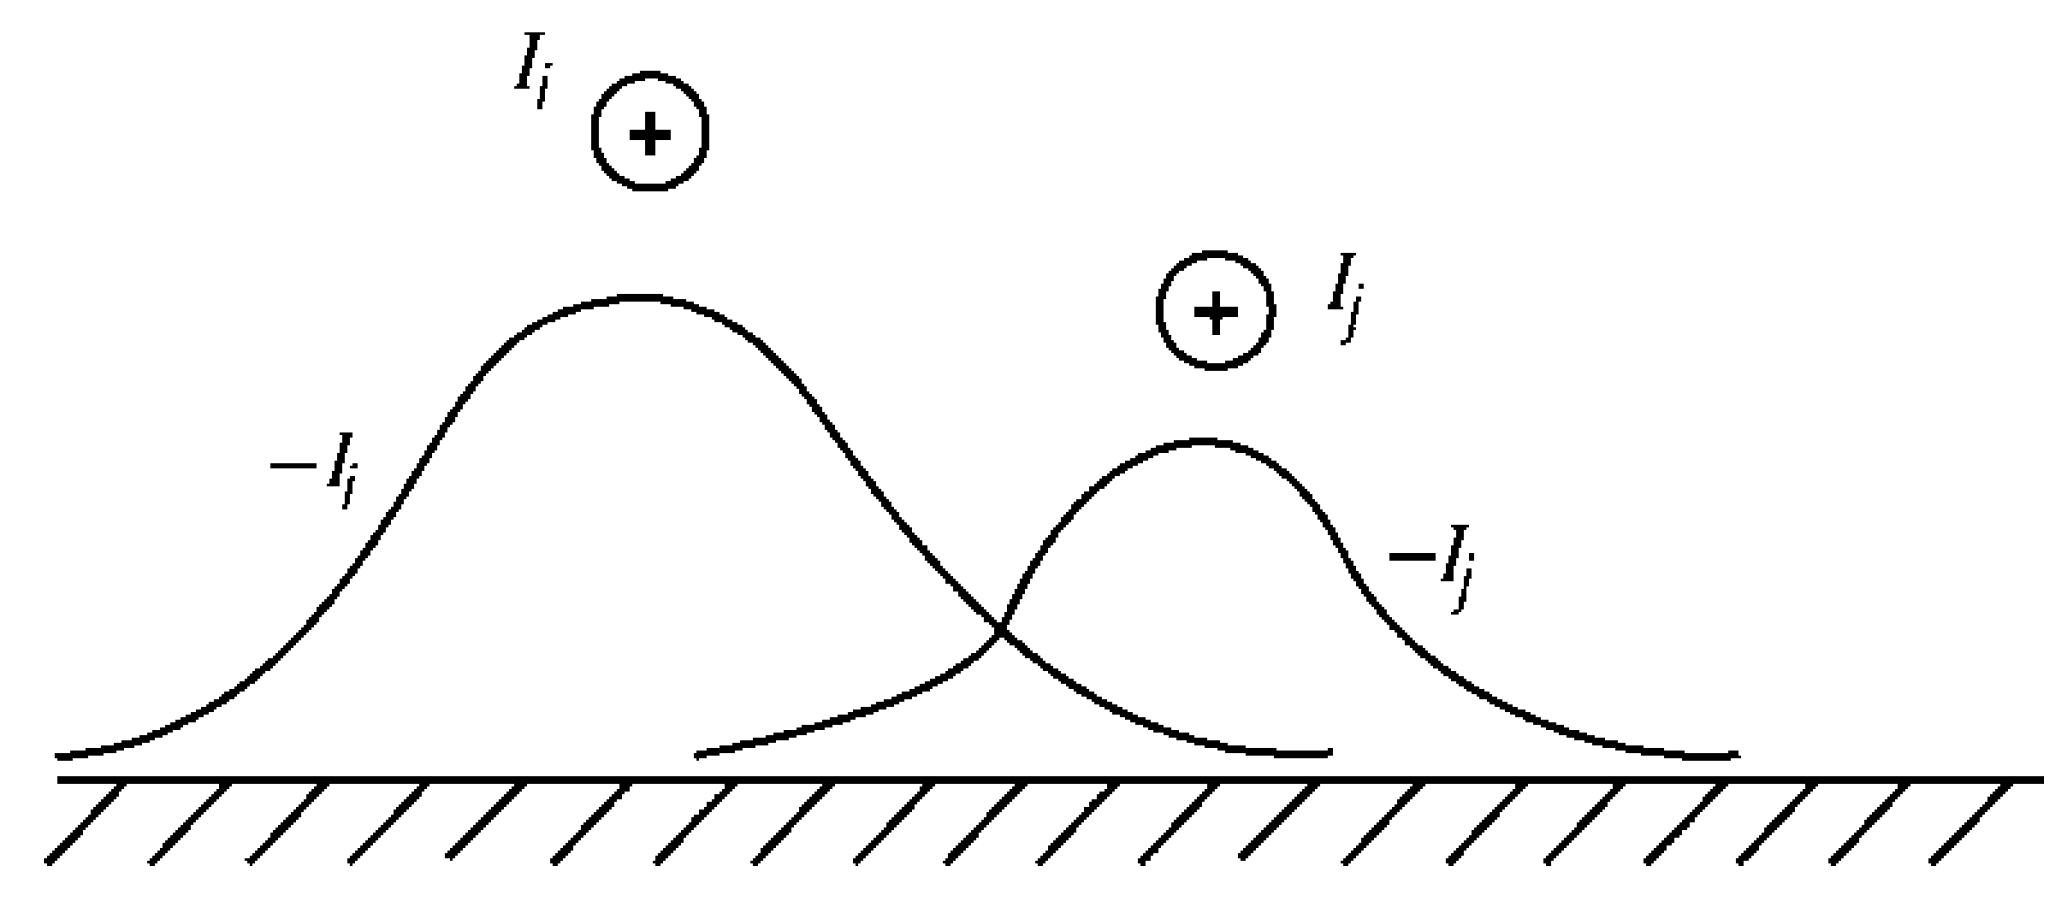 I_i +
+ I_j
−I_i
−I_j